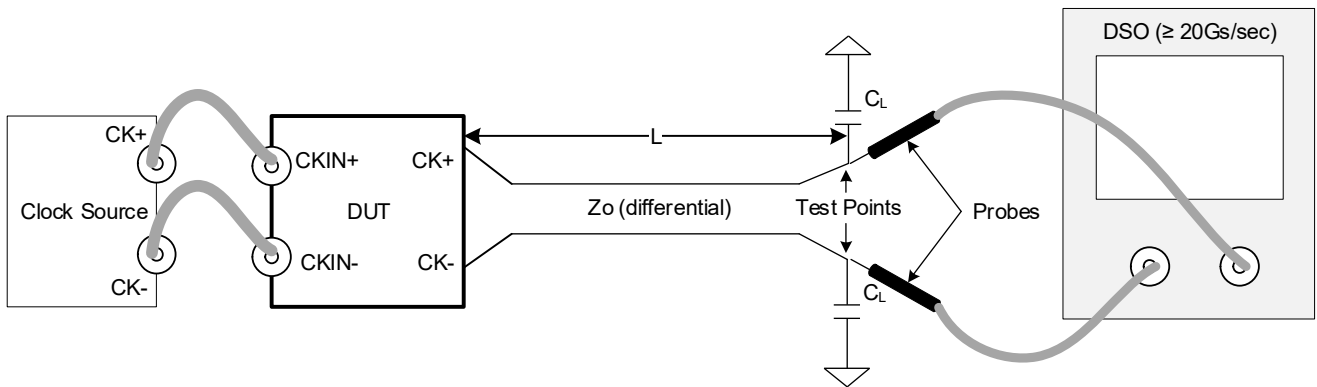 DSO (≥ 20Gs/sec)
CK+
CKIN+
CK+
L
CL
Clock Source
DUT
Zo (differential)
Test Points
Probes
CK-
CKIN-
CK-
CL